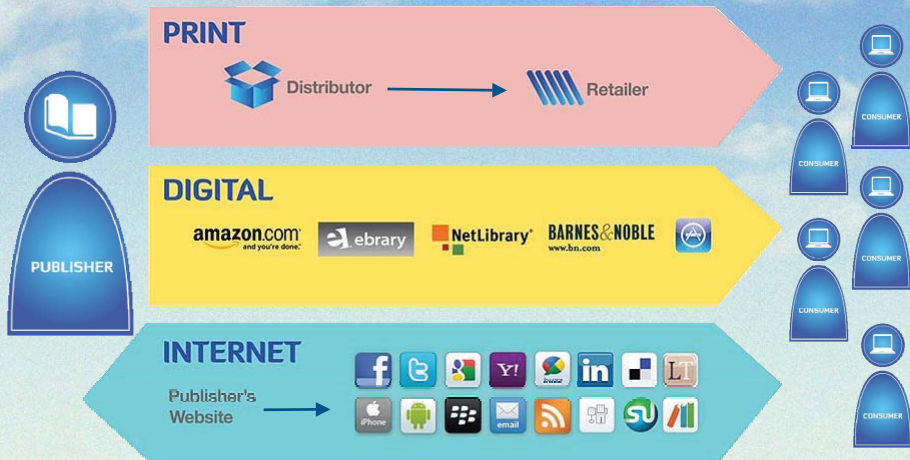 PRINT
Distributor
Retailer
DIGITAL
amazon.com
and you're done.
ebrary
NetLibrary
BARNES&NOBLE
www.bn.com
INTERNET
Publisher's
Website
Y!
in
LT
iPhone
email
PUBLISHER
CONSUMER
CONSUMER
CONSUMER
CONSUMER
CONSUMER